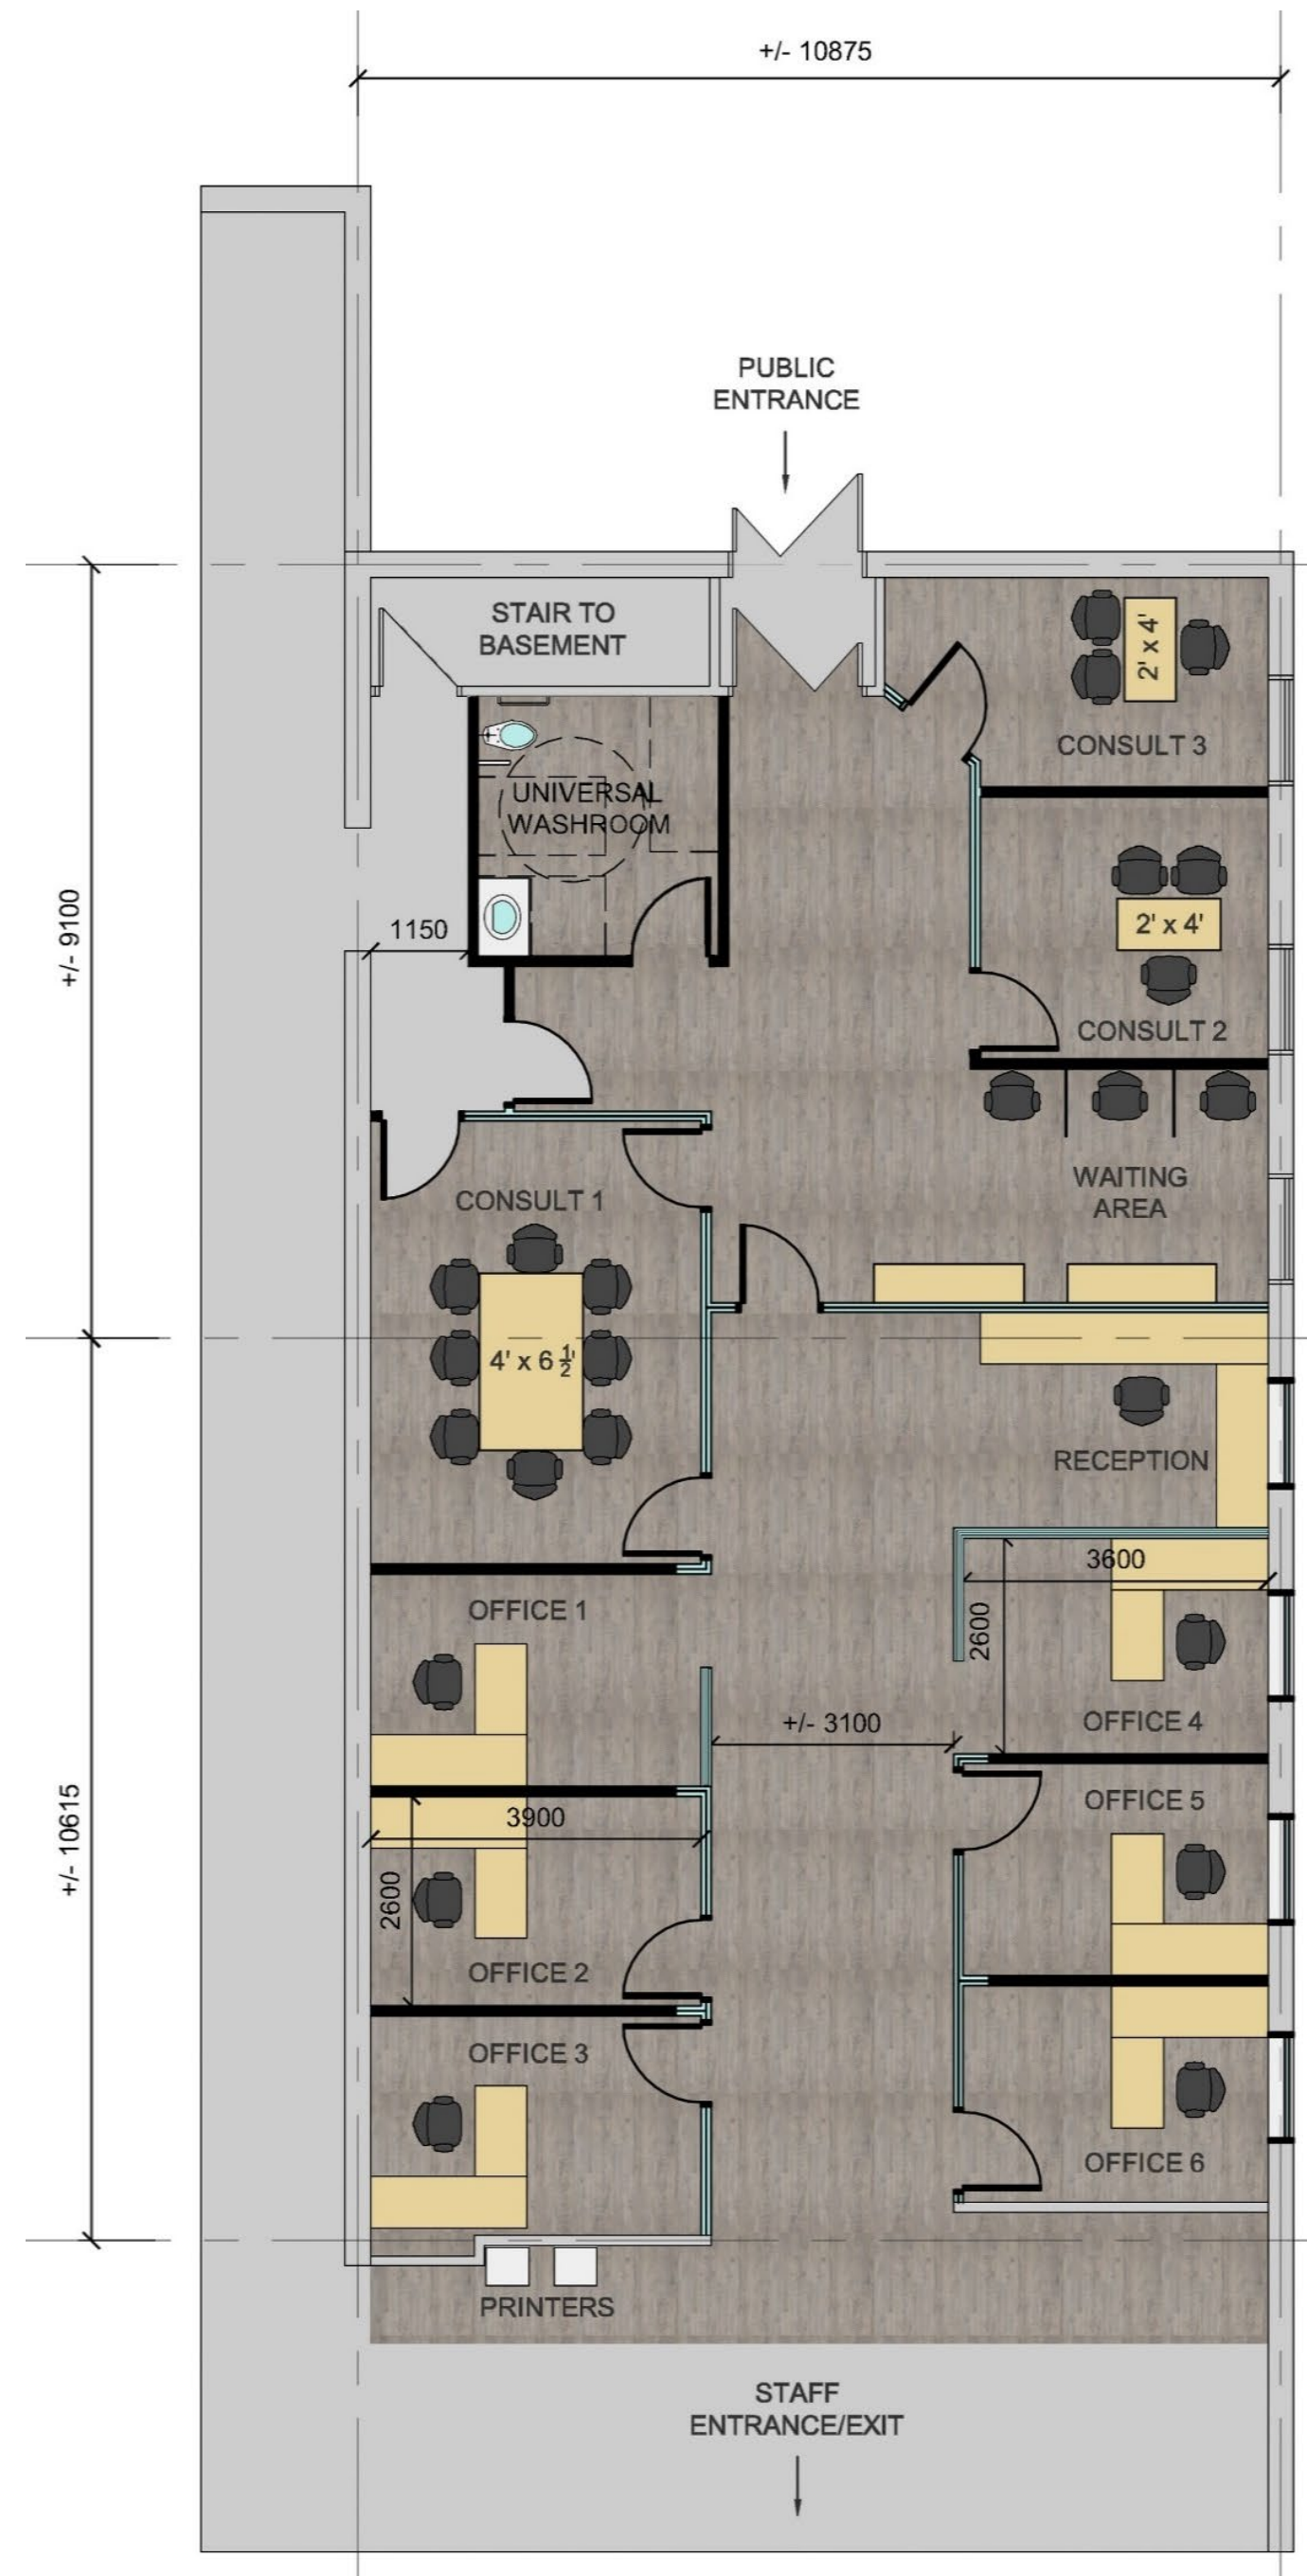 +/- 10875
PUBLIC
ENTRANCE
STAIR TO
BASEMENT
2' x 4'
CONSULT 3
UNIVERSAL
WASHROOM
+/- 9100
1150
2' x 4'
CONSULT 2
WAITING
AREA
CONSULT 1
4' x 6 ½'
RECEPTION
3600
OFFICE 1
2600
OFFICE 4
+/- 3100
+/- 10615
OFFICE 5
3900
2600
OFFICE 2
OFFICE 3
OFFICE 6
PRINTERS
STAFF
ENTRANCE/EXIT